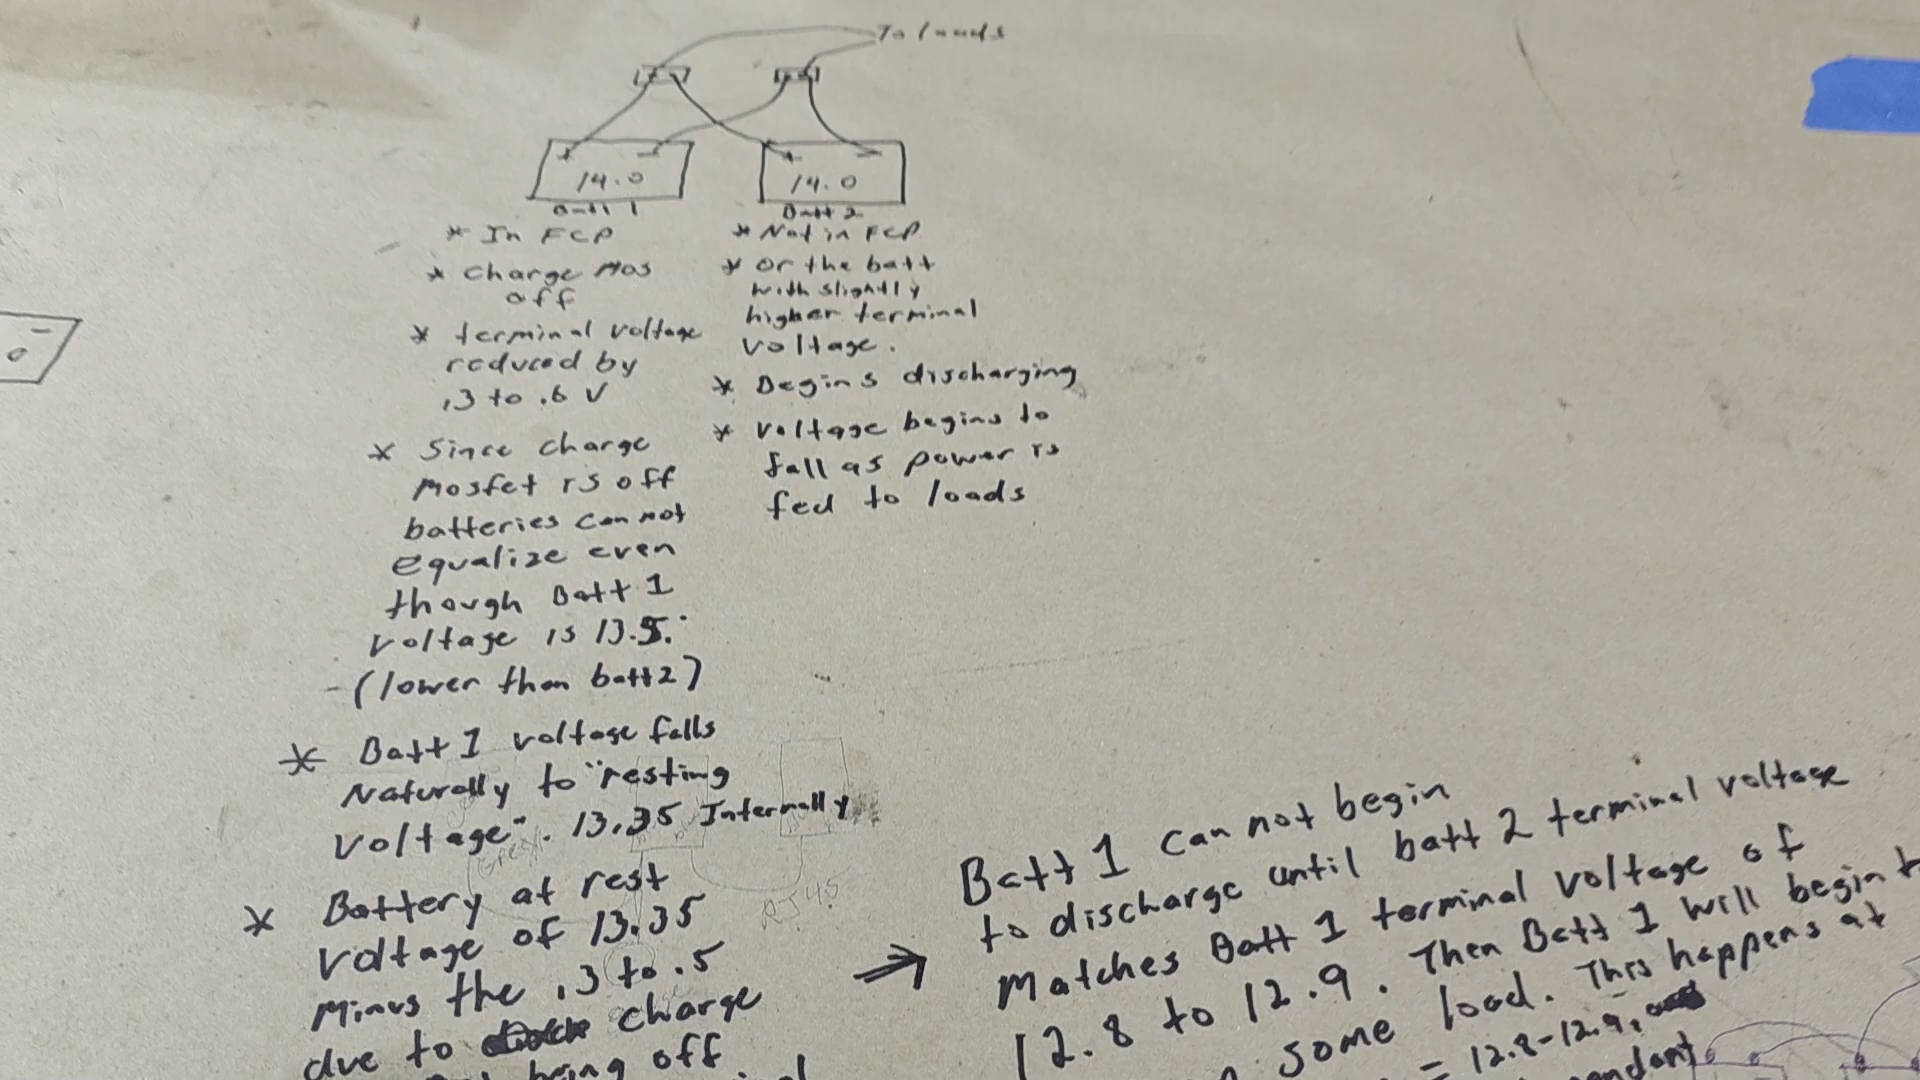 To loads
14.0
14.0
Batt 1
Batt 2
* In FCP
* Charge Mos
off
* terminal voltage
reduced by
.3 to .6 V
* Since charge
Mosfet is off
batteries can not
equalize even
though Batt 1
voltage is 13.5.
- (lower than batt2)
* Batt 1 voltage falls
Naturally to "resting
voltage". 13.35 Internally
* Battery at rest
voltage of 13.35
Minus the .3 to .5
due to charge
being off
* Not in FCP
* or the batt
with slightly
higher terminal
voltage.
* Begins discharging
* Voltage begins to
fall as power is
fed to loads
RJ45
Batt 1 can not begin
to discharge until batt 2 terminal voltage
Matches Batt 1 terminal voltage of
12.8 to 12.9. Then Batt 1 will begin
some load. This happens at
= 12.8-12.9,